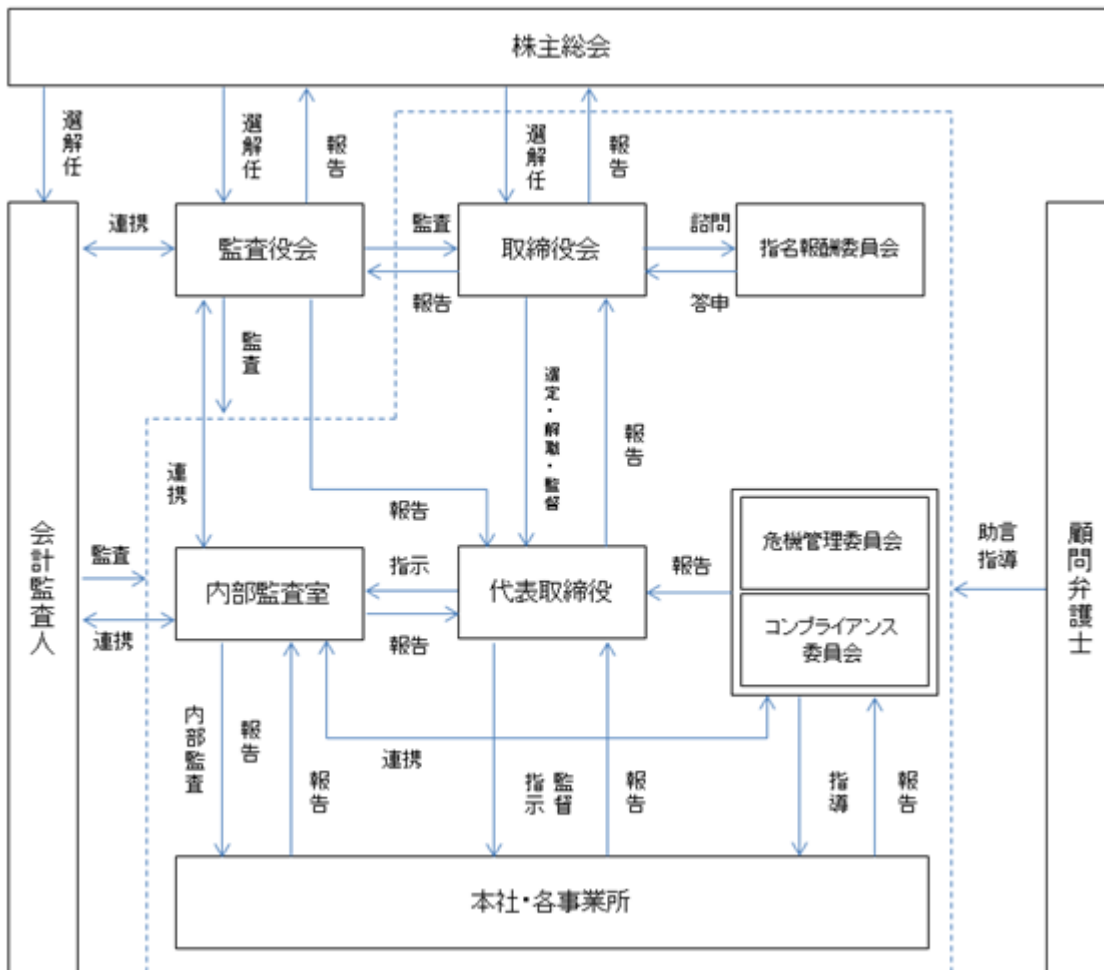 株主総会
選解任
選解任
報告
選解任
報告
連携
監査役会
監査
報告
取締役会
諮問
答申
指名報酬委員会
監査
選定・解職・監督
報告
連携
報告
会計監査人
監査
連携
内部監査室
指示
報告
代表取締役
報告
危機管理委員会
コンプライアンス
委員会
助言
指導
顧問弁護士
内部監査
報告
報告
連携
指示
監督
報告
指導
報告
本社・各事業所